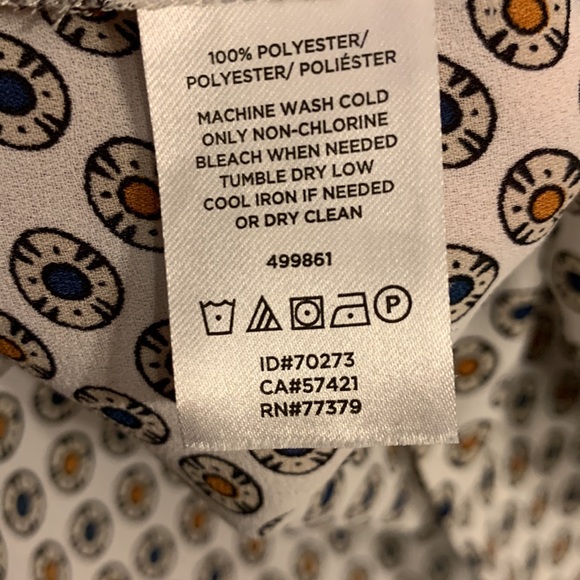 100% POLYESTER/
POLYESTER/ POLIÉSTER
MACHINE WASH COLD
ONLY NON-CHLORINE
BLEACH WHEN NEEDED
TUMBLE DRY LOW
COOL IRON IF NEEDED
OR DRY CLEAN
499861
P
ID#70273
CA#57421
RN#77379